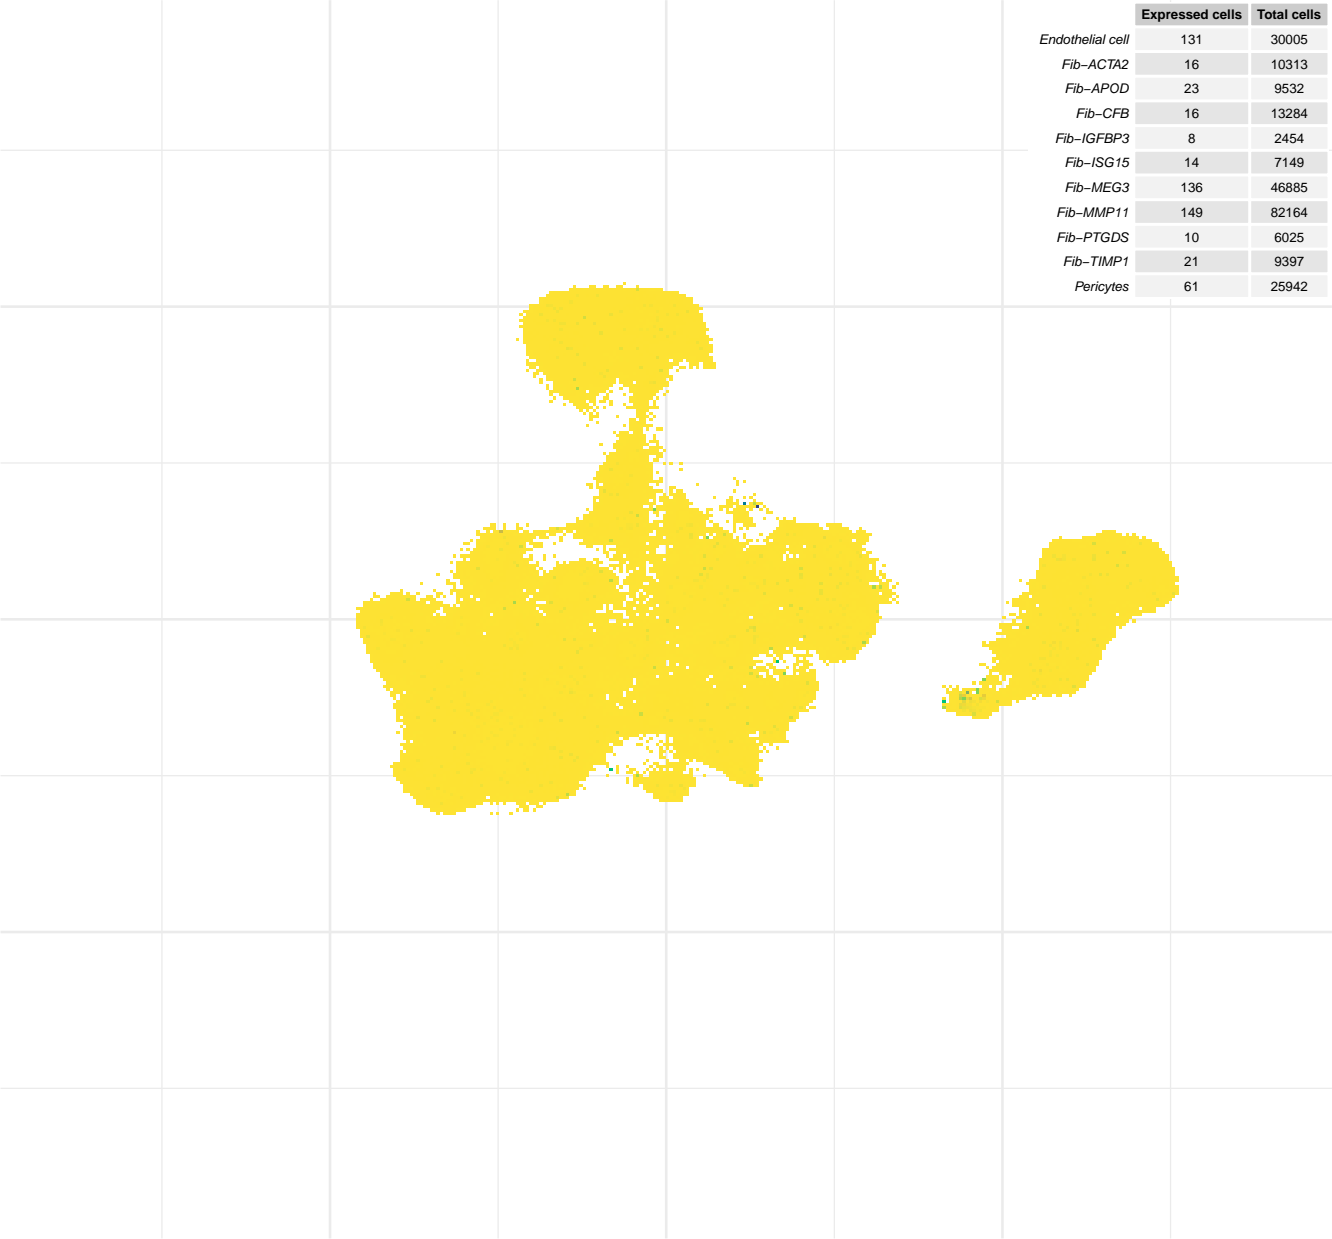 Expressed cells Total cells
Endothelial cell 131 30005
Fib−ACTA2 16 10313
Fib−APOD 23 9532
Fib−CFB 16 13284
Fib−IGFBP3 8 2454
Fib−ISG15 14 7149
Fib−MEG3 136 46885
Fib−MMP11 149 82164
Fib−PTGDS 10 6025
Fib−TIMP1 21 9397
Pericytes 61 25942